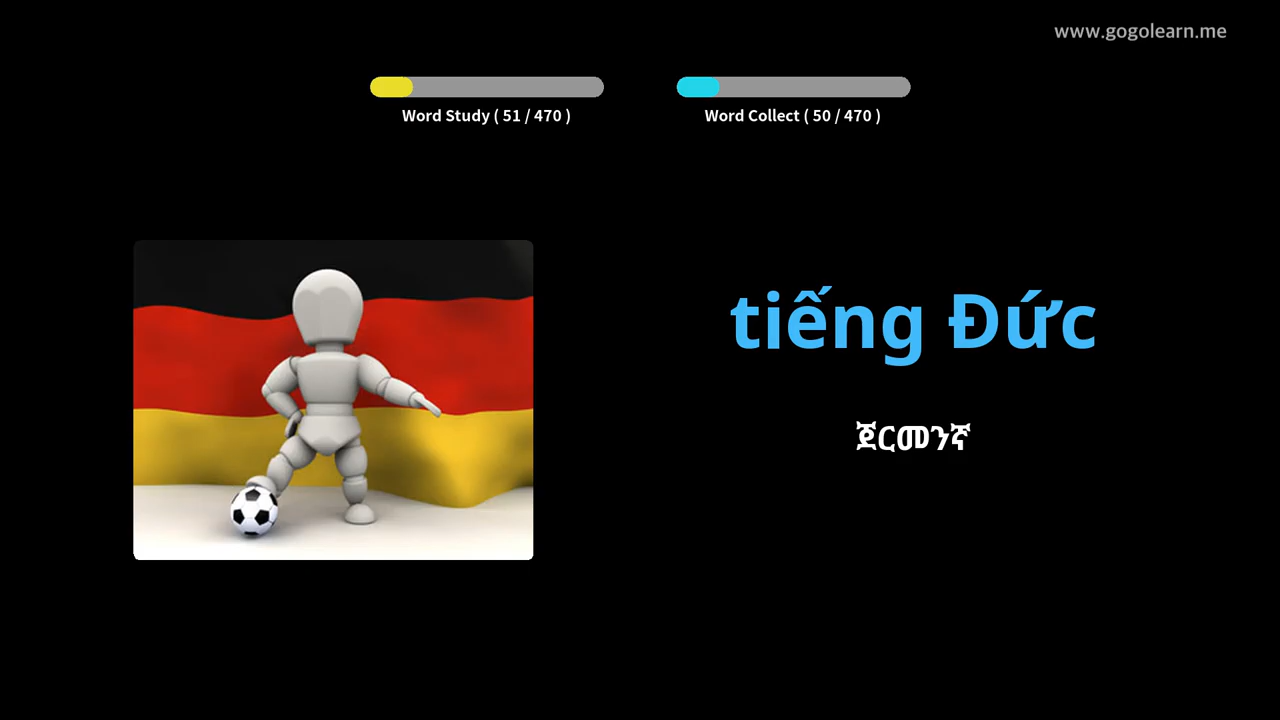 www.gogolearn.me
Word Study ( 51 / 470 )
Word Collect ( 50 / 470 )
tiếng Đức
ጀርመንኛ